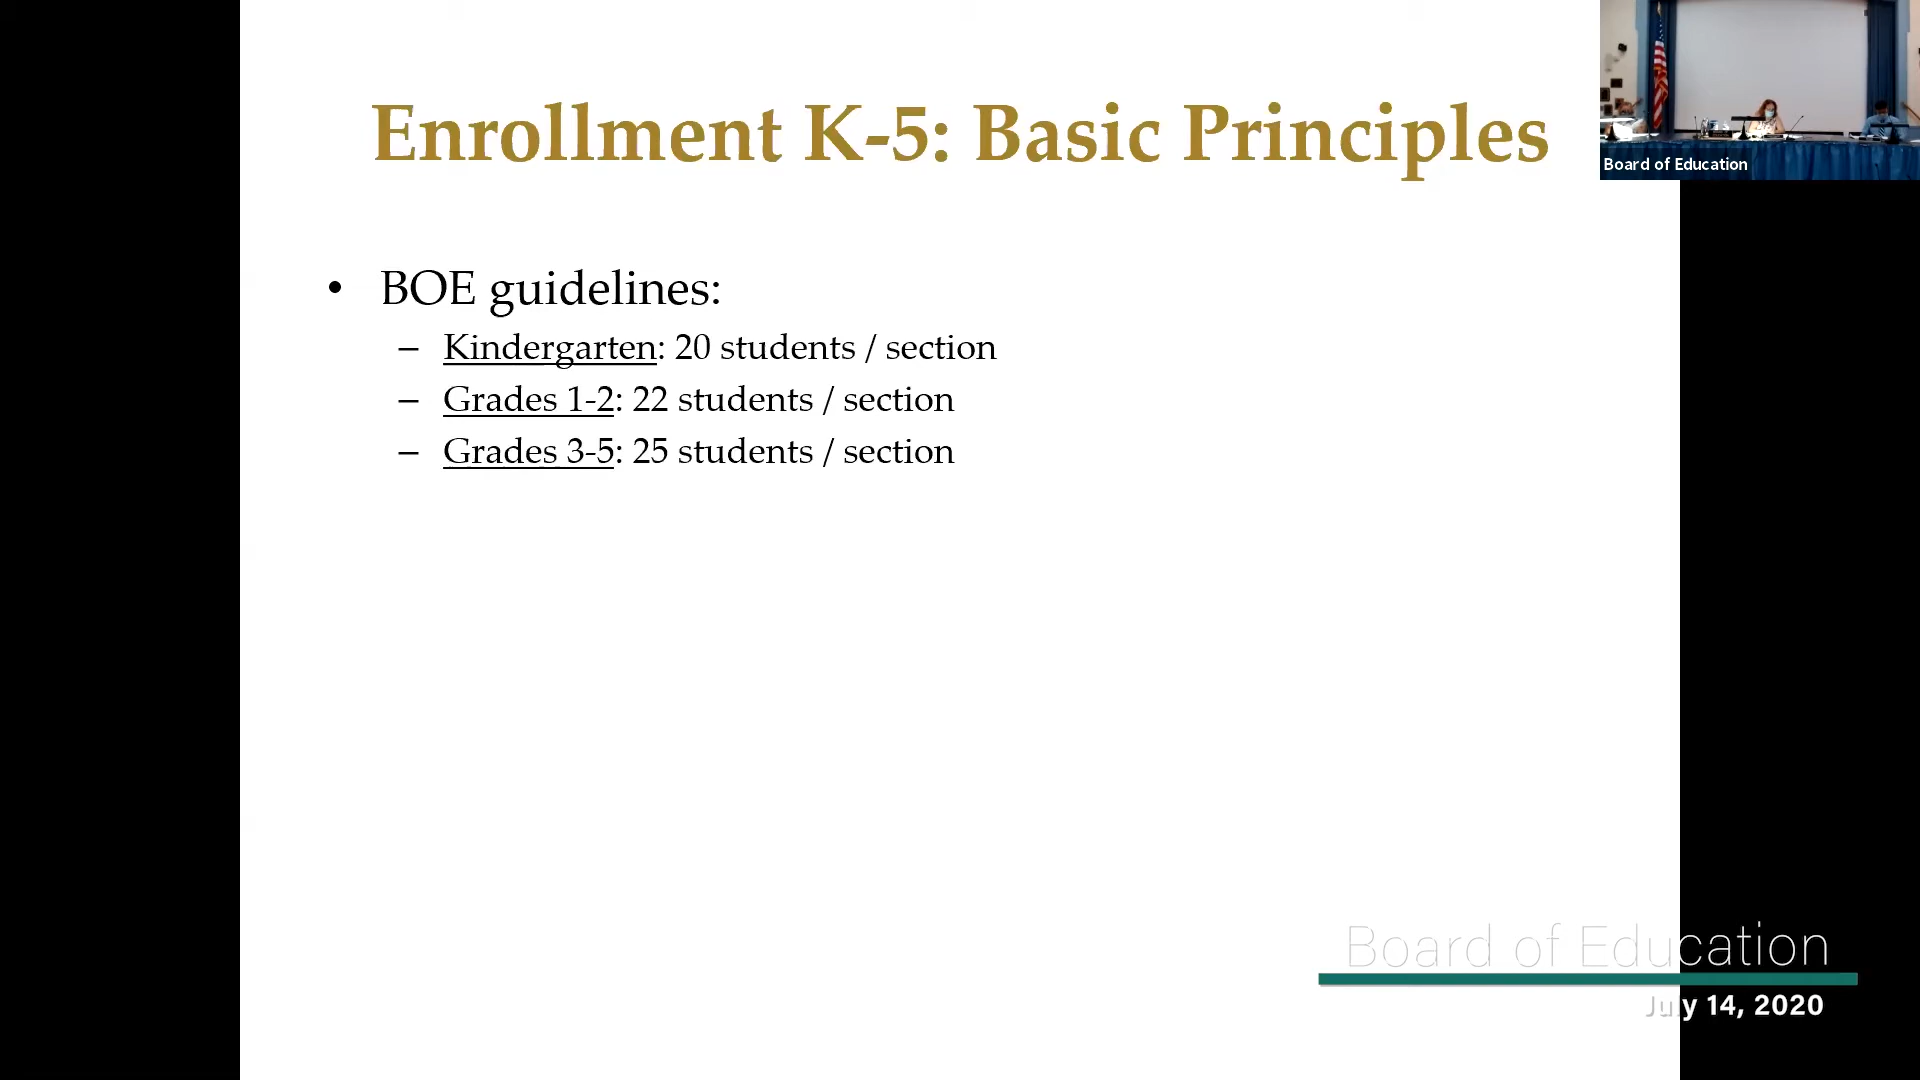 Enrollment K-5: Basic Principles
Board of Education
• BOE guidelines:
– Kindergarten: 20 students / section
– Grades 1-2: 22 students / section
– Grades 3-5: 25 students / section
Board of Education
July 14, 2020